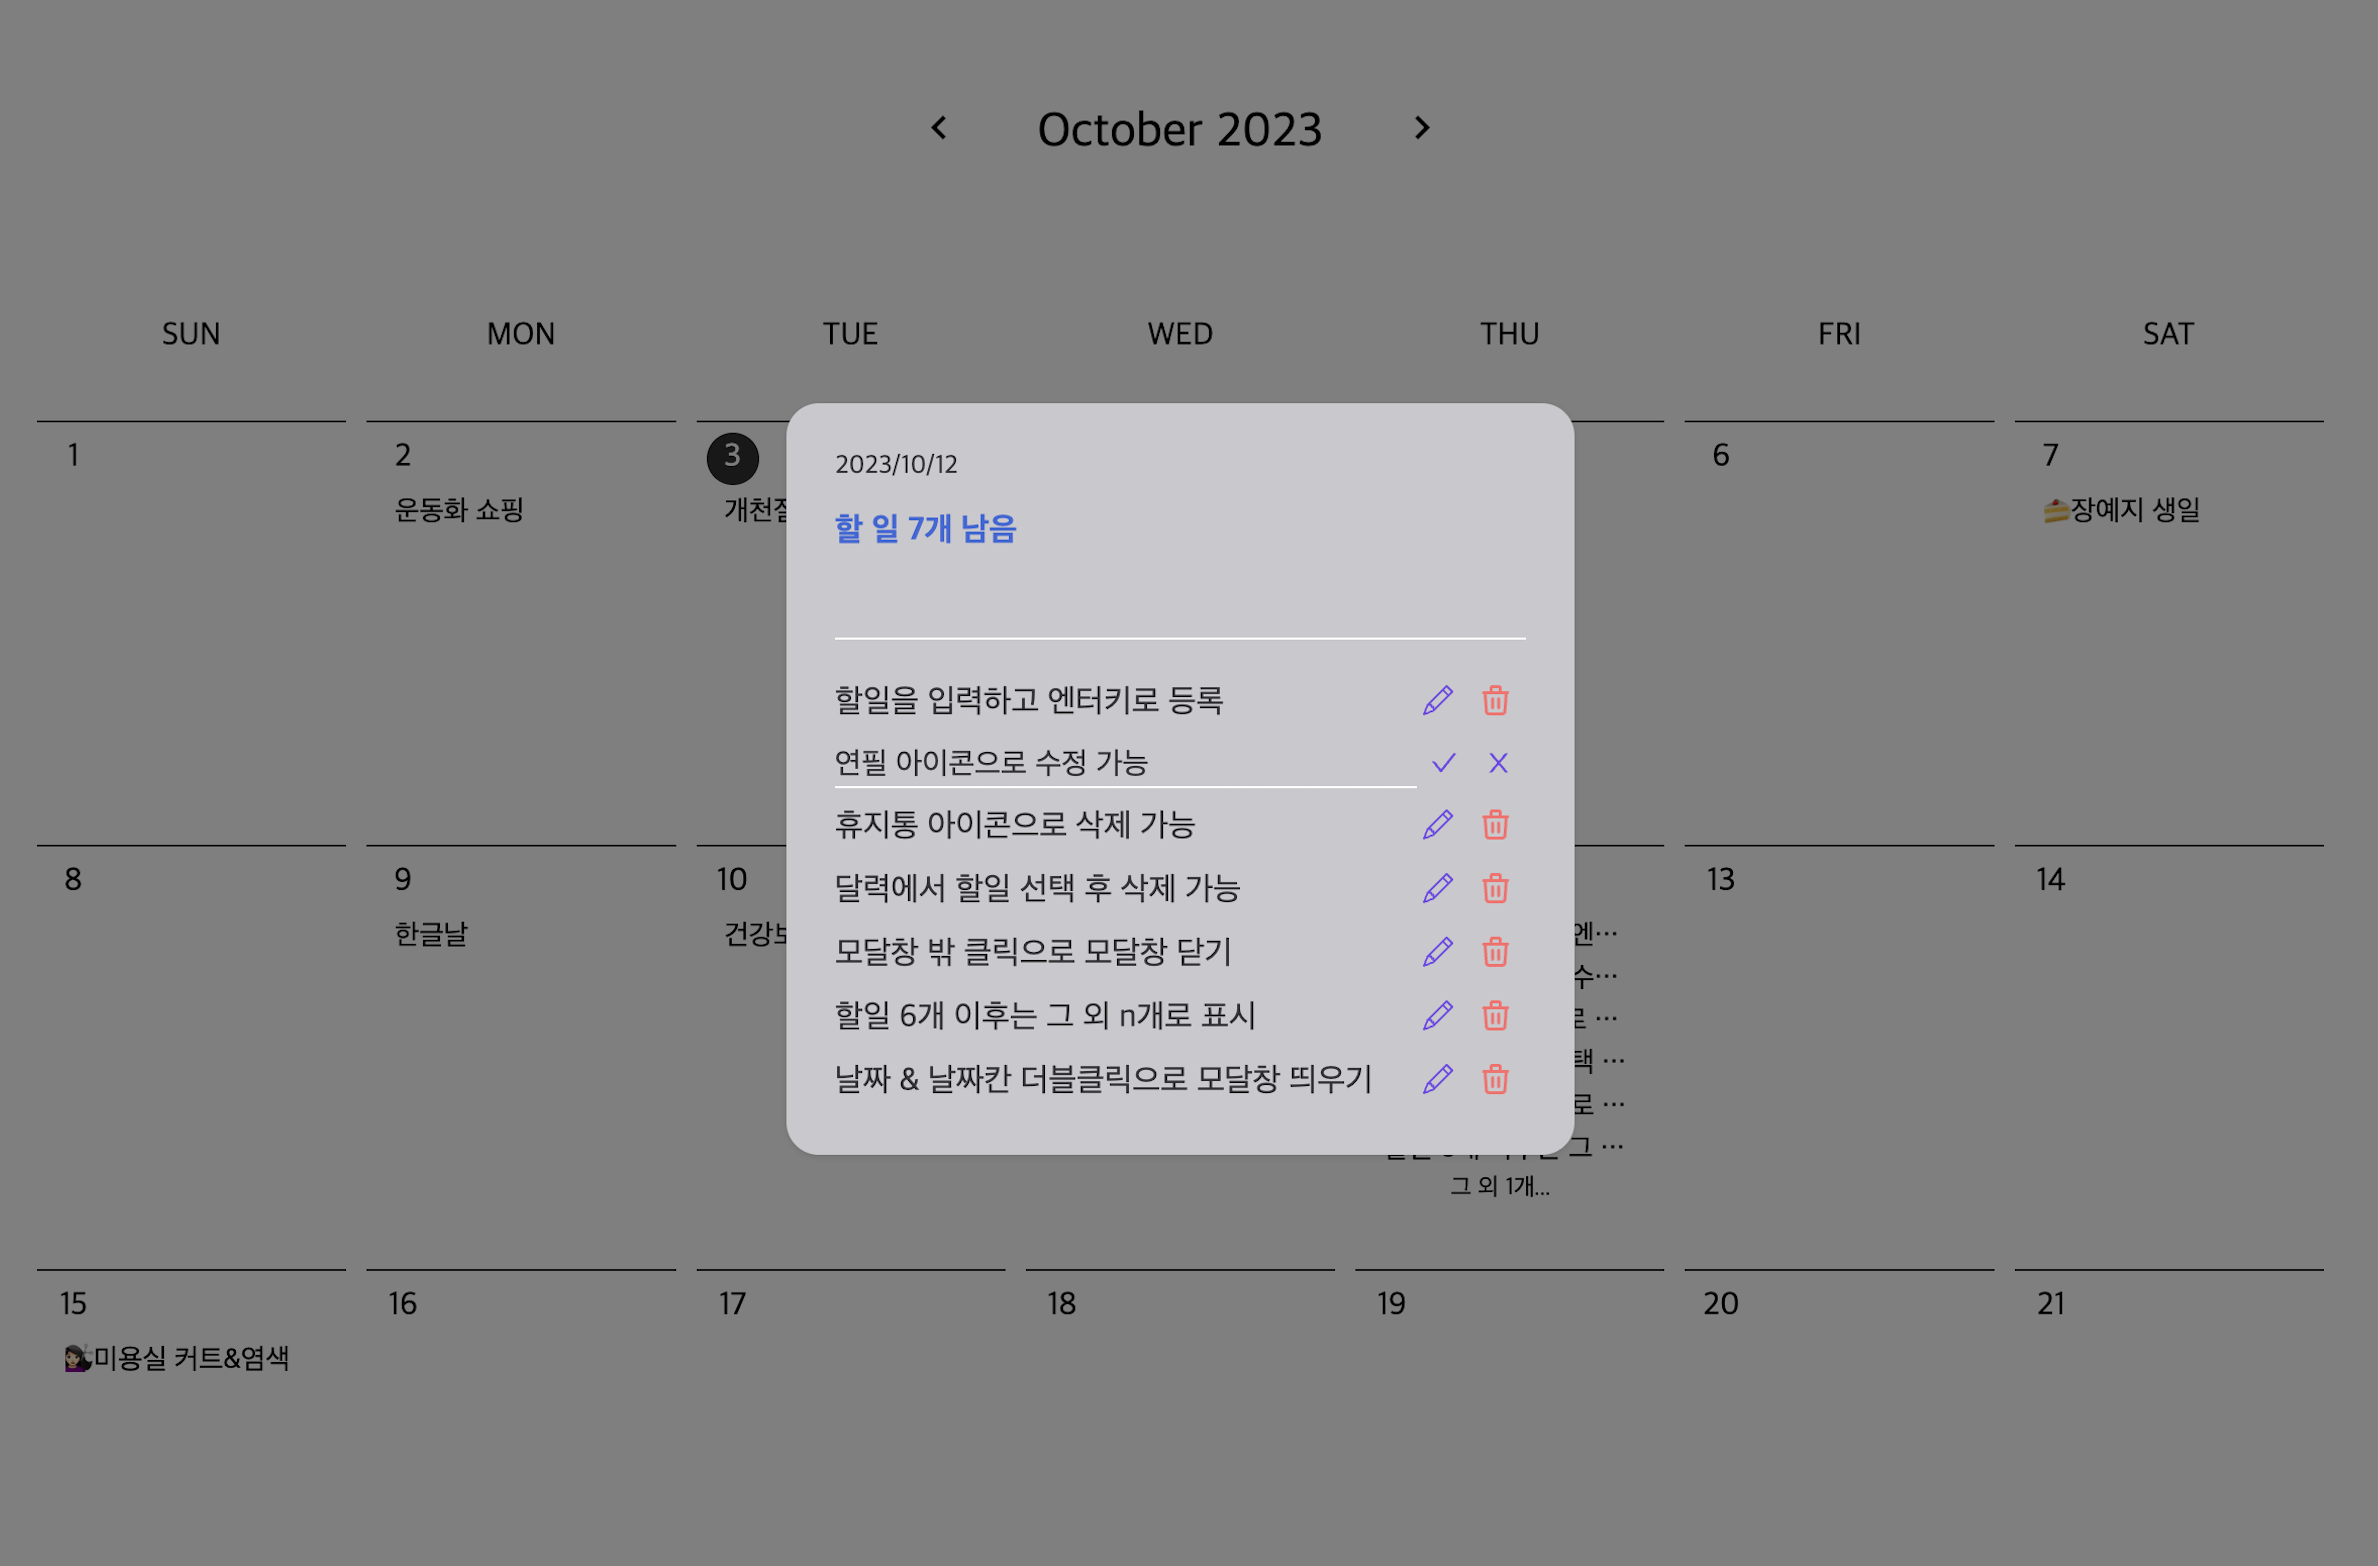 October 2023
SUN MON TUE WED THU FRI SAT
1 2 3 6 7
운동화 쇼핑 개천절 🍰장예지 생일
2023/10/12
할 일 7개 남음
할일을 입력하고 엔터키로 등록
연필 아이콘으로 수정 가능
휴지통 아이콘으로 삭제 가능
달력에서 할일 선택 후 삭제 가능
모달창 밖 클릭으로 모달창 닫기
할일 6개 이후는 그 외 n개로 표시
날짜 & 날짜칸 더블클릭으로 모달창 띄우기
8 9 10 13 14
한글날 건강
엔…
수…
로 …
택 …
로 …
그 …
그 외 1개...
15 16 17 18 19 20 21
미용실 커트&염색